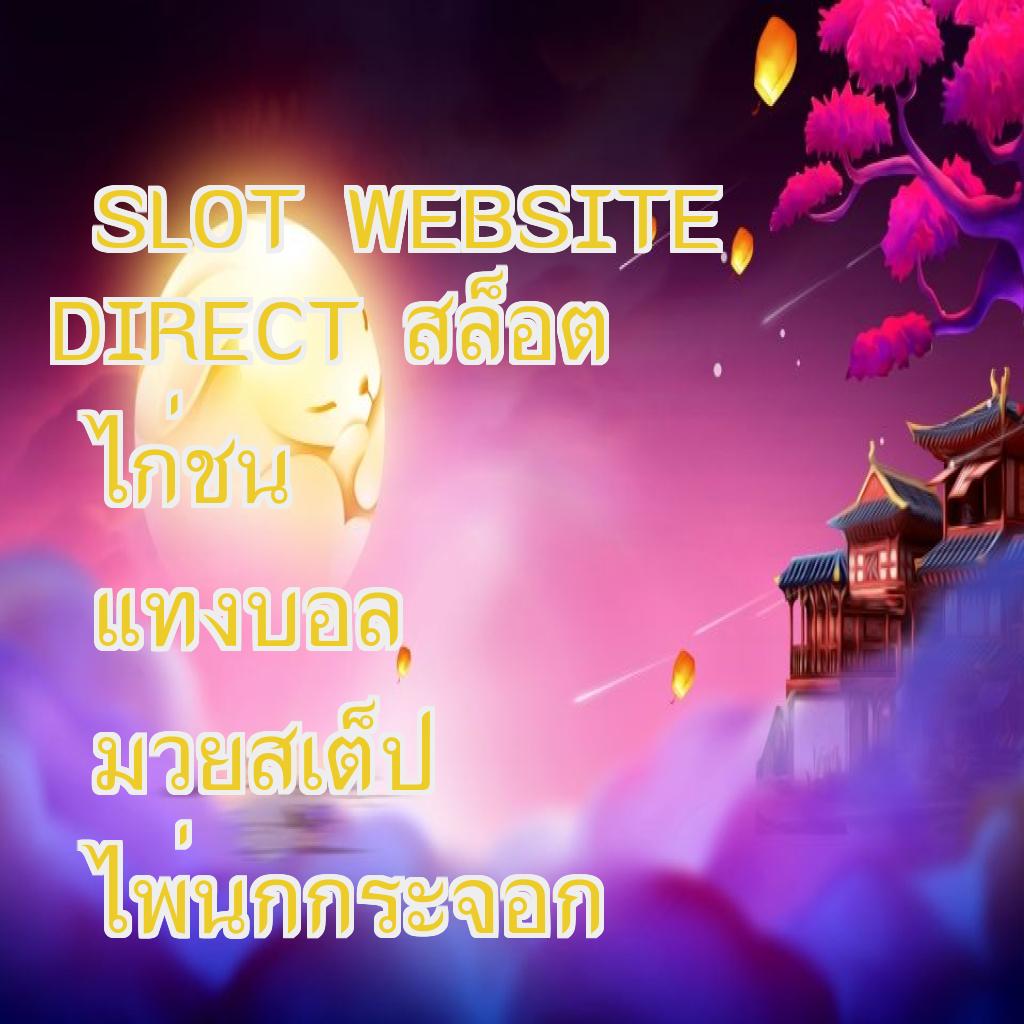 SLOT WEBSITE
DIRECT สล็อต
ไก่ชน
แทงบอล
มวยสเต็ป
ไพ่นกกระจอก